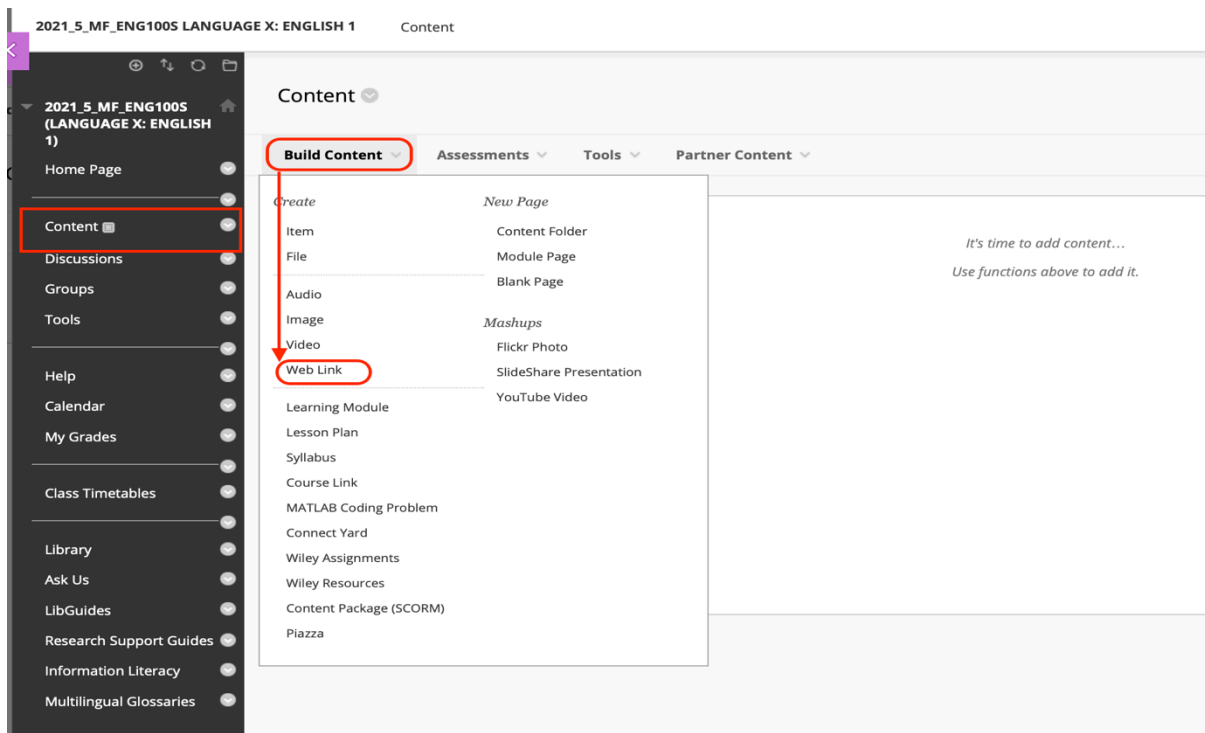 2021_5_MF_ENG100S LANGUAGE X: ENGLISH 1
Content
2021_5_MF_ENG100S
(LANGUAGE X: ENGLISH
1)
Home Page
Content
Discussions
Groups
Tools
Help
Calendar
My Grades
Class Timetables
Library
Ask Us
LibGuides
Research Support Guides
Information Literacy
Multilingual Glossaries
Content
Build Content
Assessments
Tools
Partner Content
Create
Item
File
Audio
Image
Video
Web Link
Learning Module
Lesson Plan
Syllabus
Course Link
MATLAB Coding Problem
Connect Yard
Wiley Assignments
Wiley Resources
Content Package (SCORM)
Piazza
New Page
Content Folder
Module Page
Blank Page
Mashups
Flickr Photo
SlideShare Presentation
YouTube Video
It's time to add content...
Use functions above to add it.